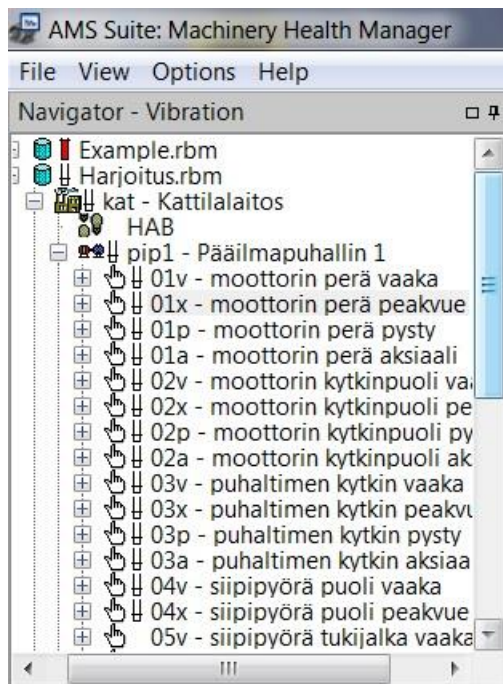 AMS Suite: Machinery Health Manager
File View Options Help
Navigator - Vibration
Example.rbm
Harjoitus.rbm
kat - Kattilalaitos
HAB
pip1 - Pääilmapuhallin 1
01v - moottorin perä vaaka
01x - moottorin perä peakvue
01p - moottorin perä pysty
01a - moottorin perä aksiaali
02v - moottorin kytkinpuoli vaa
02x - moottorin kytkinpuoli pe
02p - moottorin kytkinpuoli py
02a - moottorin kytkinpuoli ak
03v - puhaltimen kytkin vaaka
03x - puhaltimen kytkin peakvu
03p - puhaltimen kytkin pysty
03a - puhaltimen kytkin aksiaa
04v - siipipyörä puoli vaaka
04x - siipipyörä puoli peakvue
05v - siipipyörä tukijalka vaaka